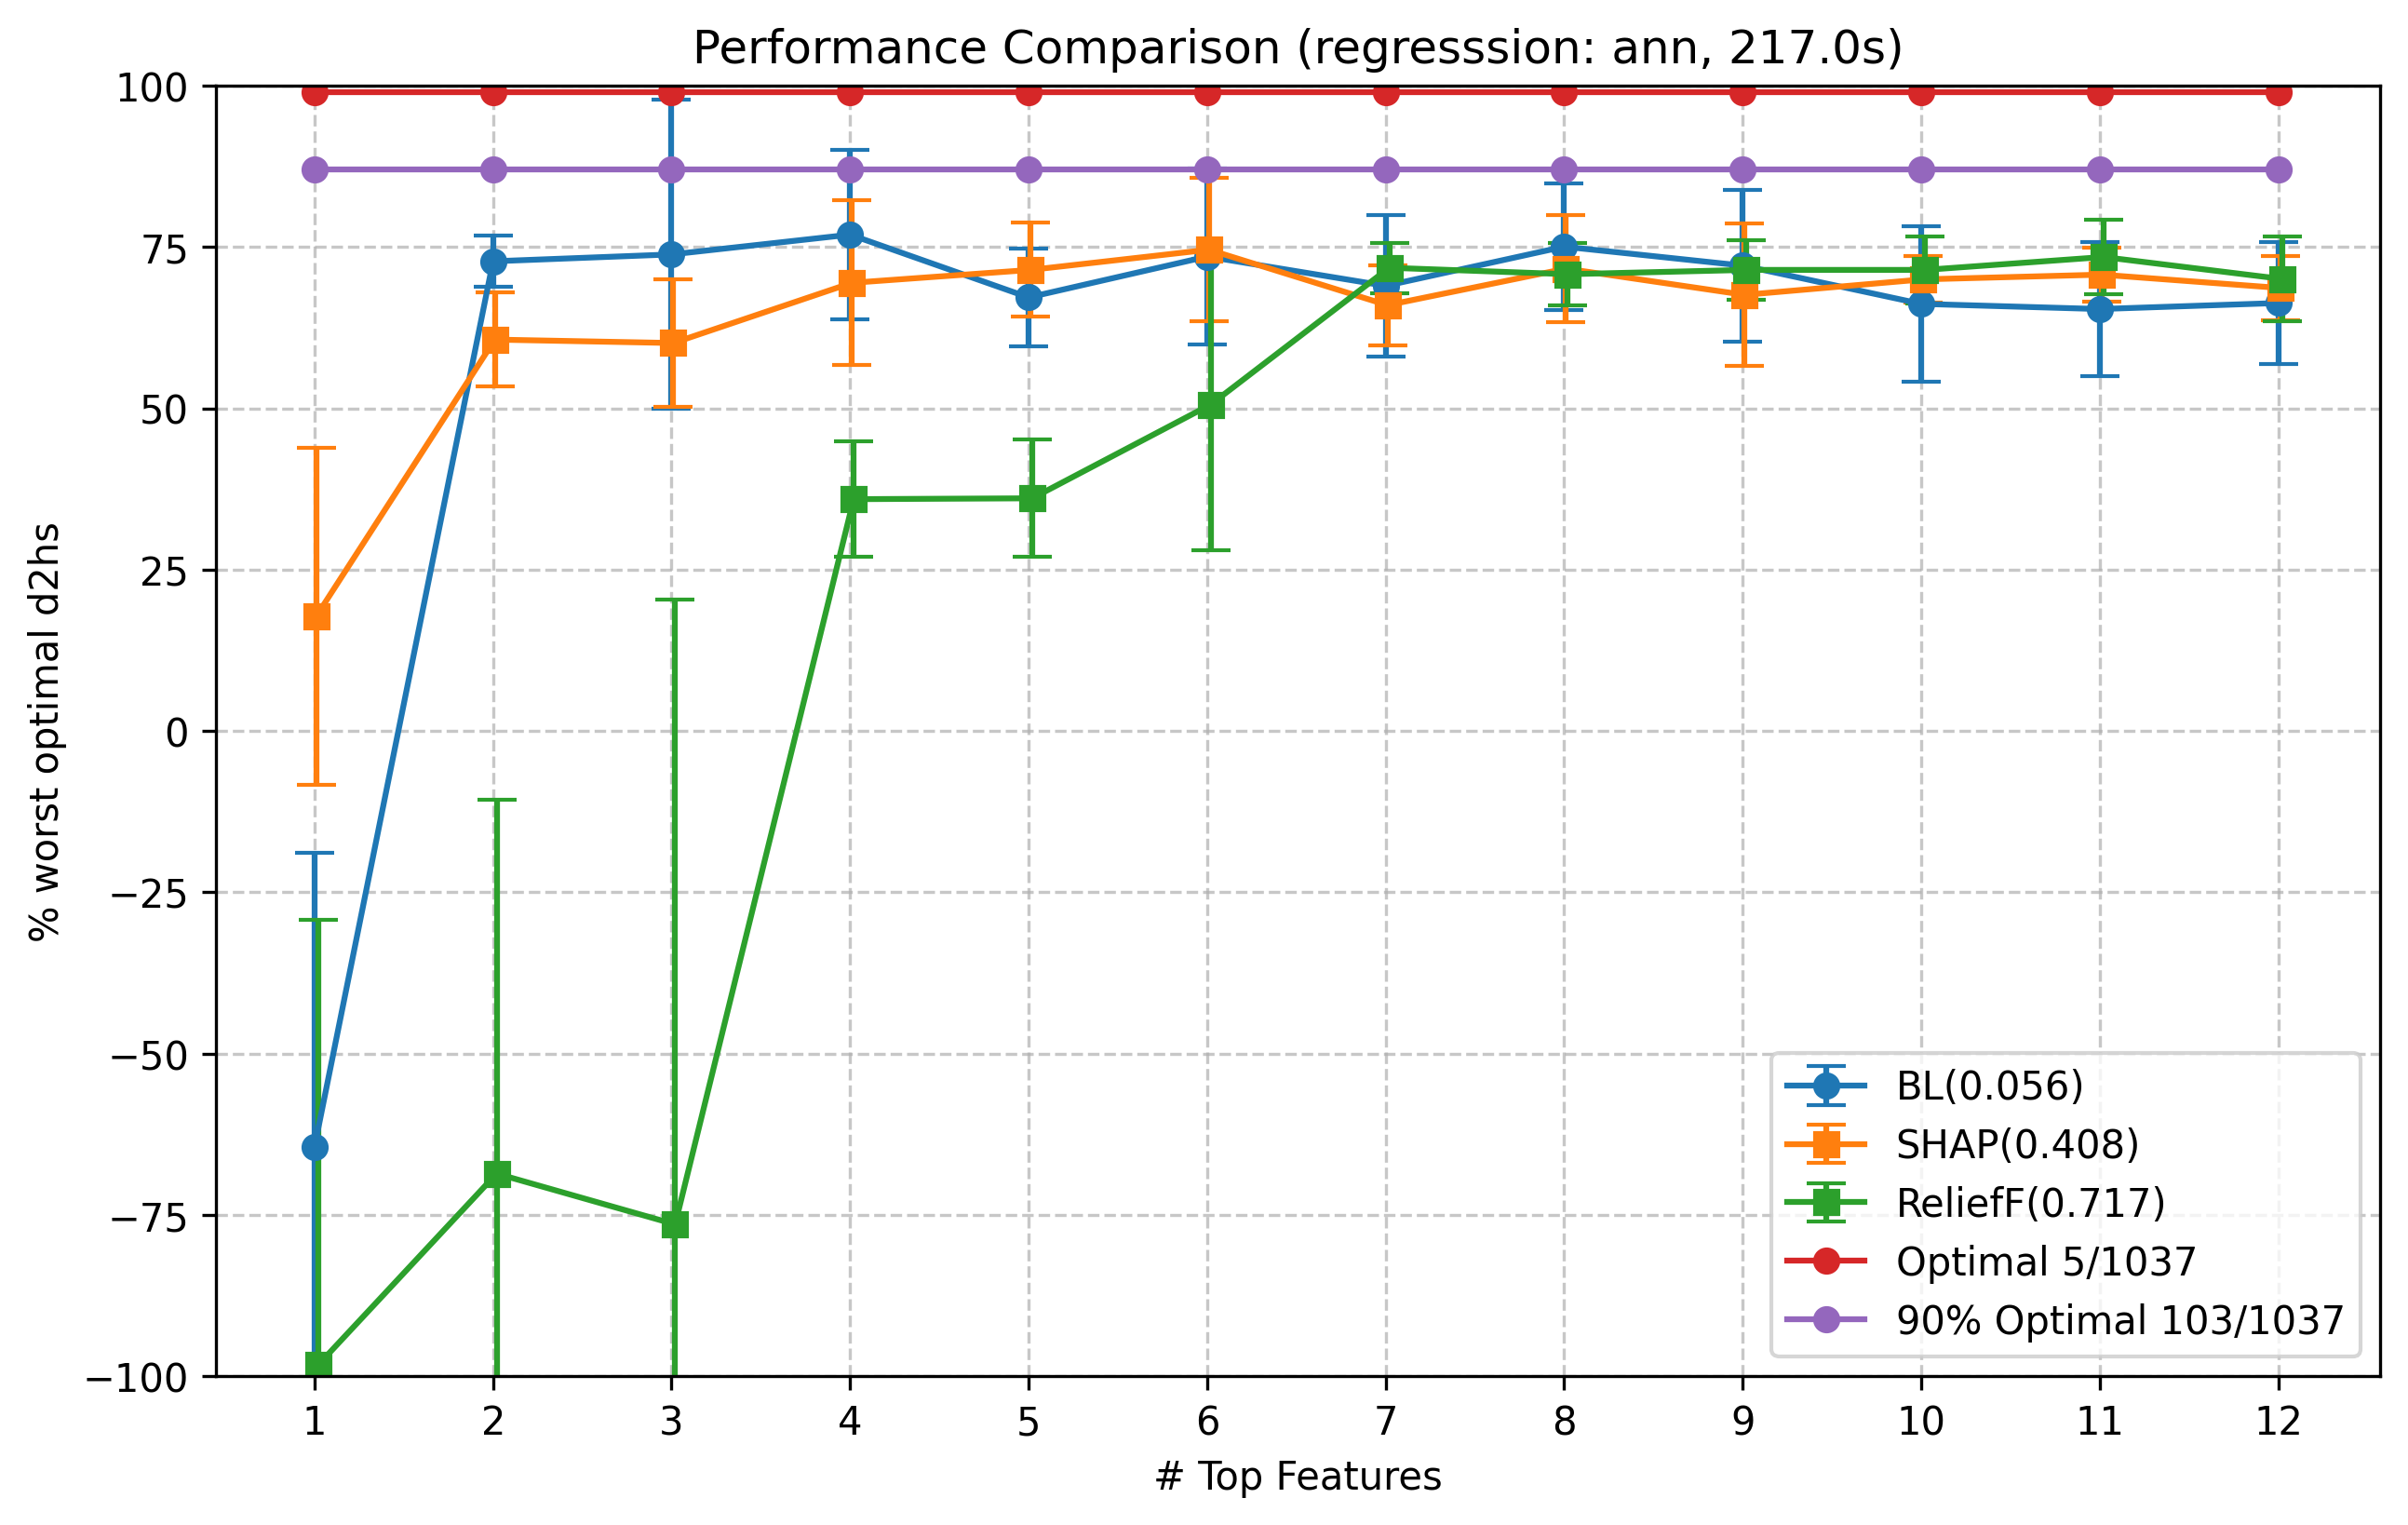 Performance Comparison (regresssion: ann, 217.0s)
% worst optimal d2hs
100
75
50
25
0
−25
−50
−75
−100
1 2 3 4 5 6 7 8 9 10 11 12
# Top Features
BL(0.056)
SHAP(0.408)
ReliefF(0.717)
Optimal 5/1037
90% Optimal 103/1037